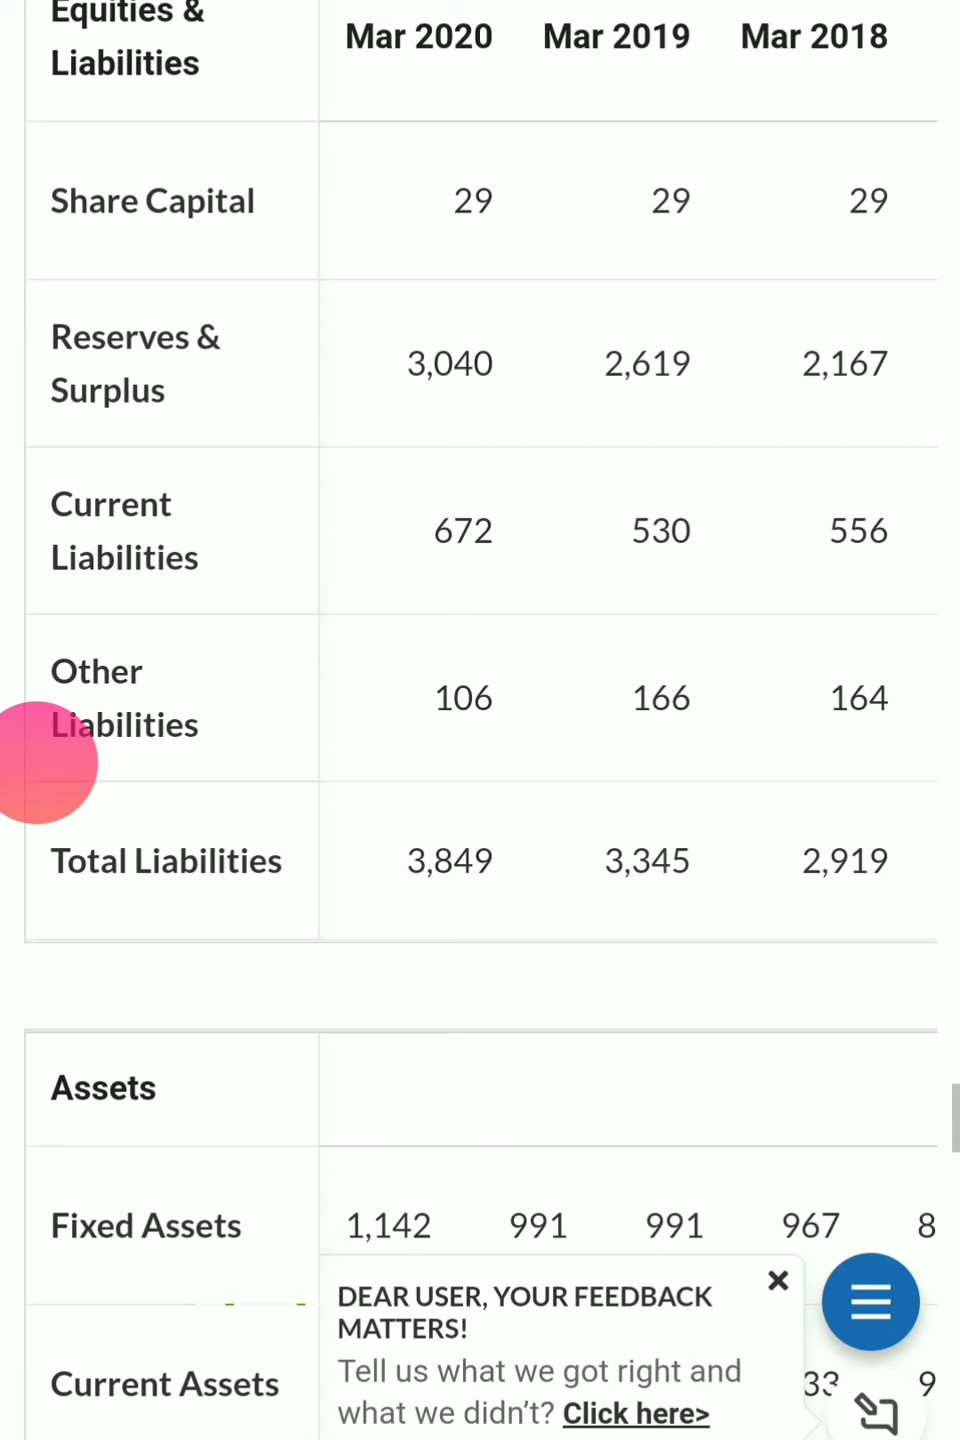 Equities &
Liabilities
Mar 2020 Mar 2019 Mar 2018
Share Capital 29 29 29
Reserves &
Surplus
3,040 2,619 2,167
Current
Liabilities
672 530 556
Other
Liabilities
106 166 164
Total Liabilities 3,849 3,345 2,919
Assets
Fixed Assets 1,142 991 991 967 8
DEAR USER, YOUR FEEDBACK
MATTERS!
Tell us what we got right and
what we didn't? Click here>
Current Assets 33 9